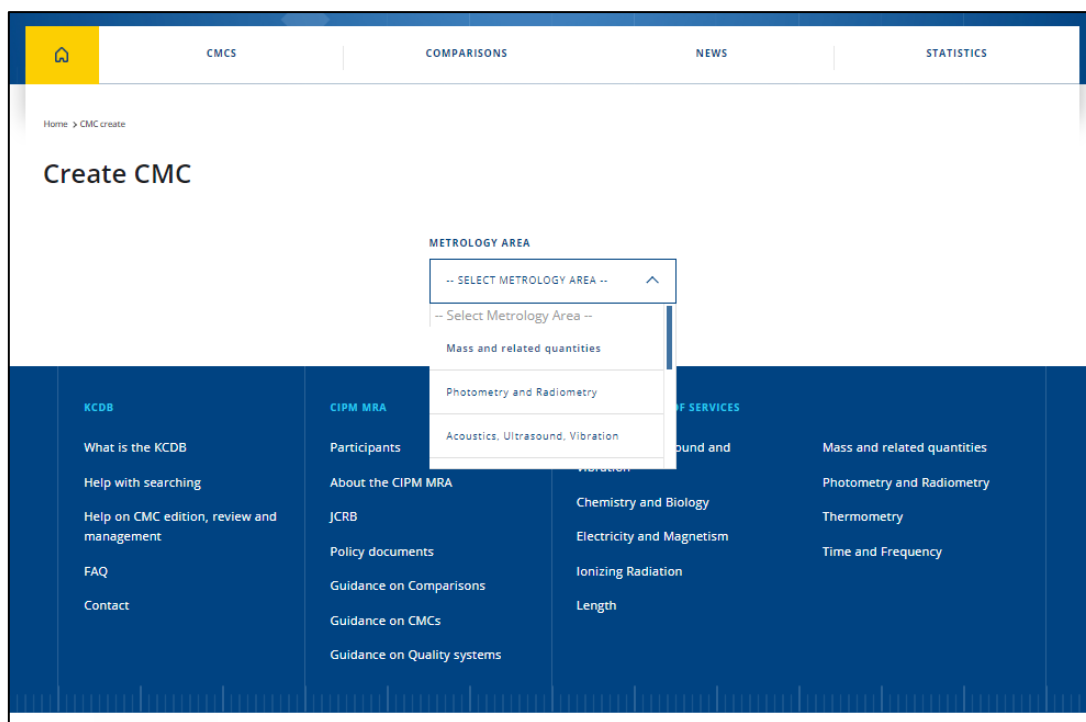 CMCS
COMPARISONS
NEWS
STATISTICS
Home > CMC create
Create CMC
METROLOGY AREA
-- SELECT METROLOGY AREA --
-- Select Metrology Area --
Mass and related quantities
Photometry and Radiometry
Acoustics, Ultrasound, Vibration
KCDB
What is the KCDB
Help with searching
Help on CMC edition, review and
management
FAQ
Contact
CIPM MRA
Participants
About the CIPM MRA
JCRB
Policy documents
Guidance on Comparisons
Guidance on CMCs
Guidance on Quality systems
OF SERVICES
and
Chemistry and Biology
Electricity and Magnetism
Ionizing Radiation
Length
Mass and related quantities
Photometry and Radiometry
Thermometry
Time and Frequency